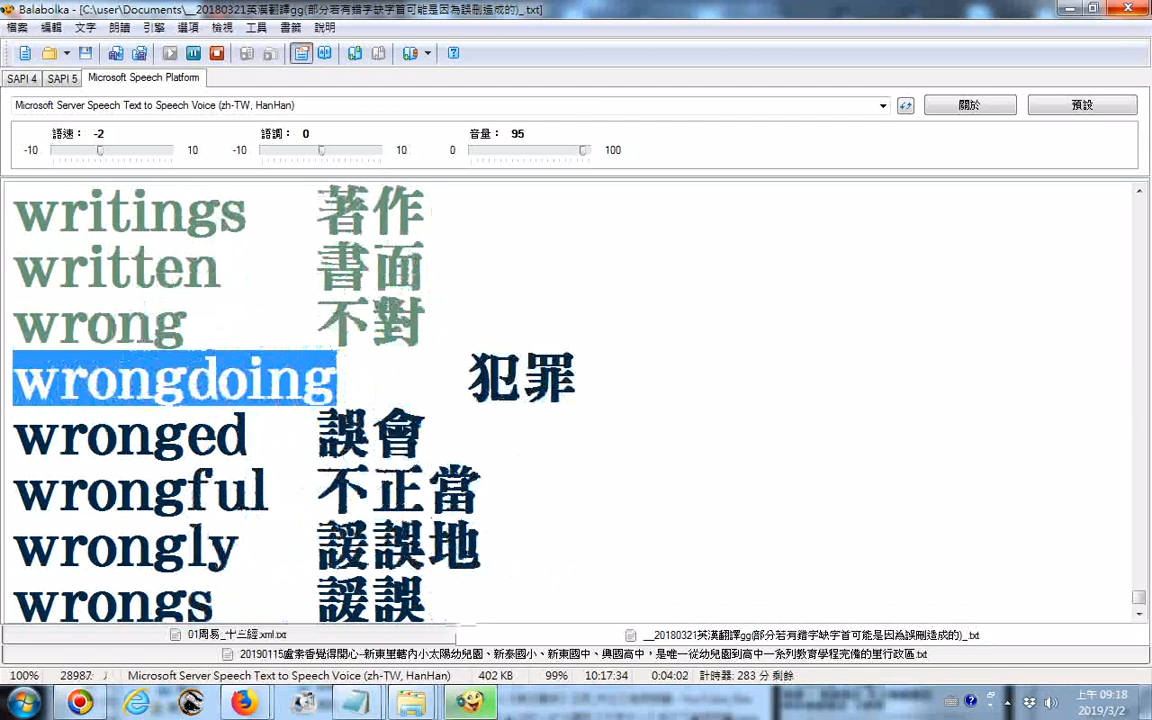 Balabolka - [C:\user\Documents\__20180321英漢翻譯gg(部分若有錯字缺字首可能是因為誤刪造成的)_.txt]
檔案 編輯 文字 朗讀 引擎 選項 檢視 工具 書籤 說明
SAPI 4 SAPI 5 Microsoft Speech Platform
Microsoft Server Speech Text to Speech Voice (zh-TW, HanHan) 關於 預設
語速： -2 語調： 0 音量： 95
-10 10 -10 10 0 100
writings 著作
written 書面
wrong 不對
wrongdoing 犯罪
wronged 誤會
wrongful 不正當
wrongly 諼誤地
wrongs 諼誤
01周易_十三經.xml.txt __20180321英漢翻譯gg(部分若有錯字缺字首可能是因為誤刪造成的)_.txt
20190115盧素香覺得開心--新東里轄內小太陽幼兒園、新泰國小、新東國中、興國高中，是唯一從幼兒園到高中一系列教育學程完備的里行政區.txt
100% 28987: Microsoft Server Speech Text to Speech Voice (zh-TW, HanHan) 402 KB 99% 10:17:34 0:04:02 計時器: 283 分 剩餘
上午 09:18
2019/3/2